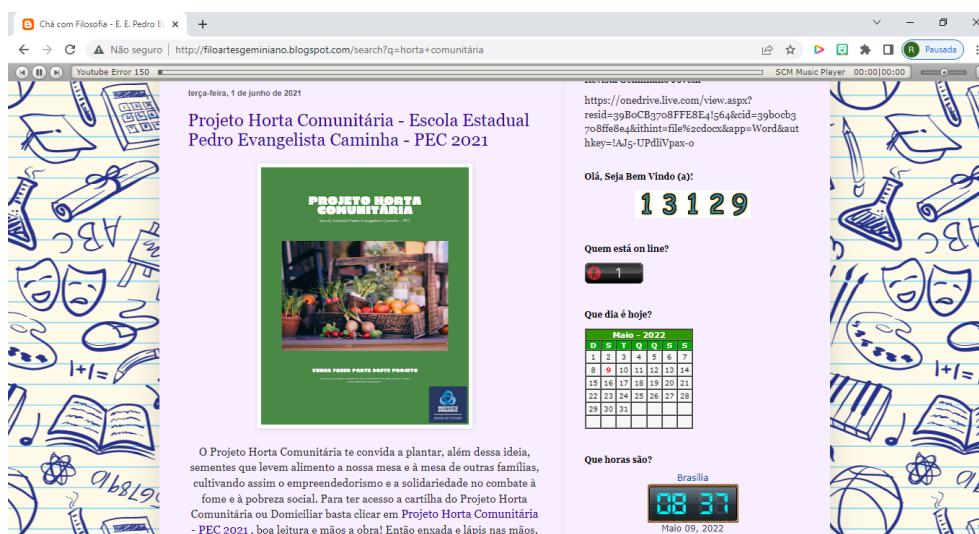 Chá com Filosofia - E. E. Pedro Ev
Não seguro | http://filoartesgeminiano.blogspot.com/search?q=horta+comunitária
R Pausada
Youtube Error 150
SCM Music Player 00:00|00:00
terça-feira, 1 de junho de 2021
Projeto Horta Comunitária - Escola Estadual
Pedro Evangelista Caminha - PEC 2021
PROJETO HORTA
COMUNITÁRIA
Escola Estadual Pedro Evangelista Caminha - PEC
VENHA FAZER PARTE DESTE PROJETO
O Projeto Horta Comunitária te convida a plantar, além dessa ideia,
sementes que levem alimento a nossa mesa e à mesa de outras famílias,
cultivando assim o empreendedorismo e a solidariedade no combate à
fome e à pobreza social. Para ter acesso a cartilha do Projeto Horta
Comunitária ou Domiciliar basta clicar em Projeto Horta Comunitária
- PEC 2021 , boa leitura e mãos a obra! Então enxada e lápis nas mãos,
https://onedrive.live.com/view.aspx?
resid=39B0CB3708FFE8E4!564&cid=39b0cb3
708ffe8e4&ithint=file%2cdocx&app=Word&aut
hkey=!AJ5-UPdliVpax-0
Olá, Seja Bem Vindo (a)!
13129
Quem está on line?
1
Que dia é hoje?
Maio - 2022
D S T Q Q S S
1 2 3 4 5 6 7
8 9 10 11 12 13 14
15 16 17 18 19 20 21
22 23 24 25 26 27 28
29 30 31
Que horas são?
Brasília
08 37
Maio 09, 2022